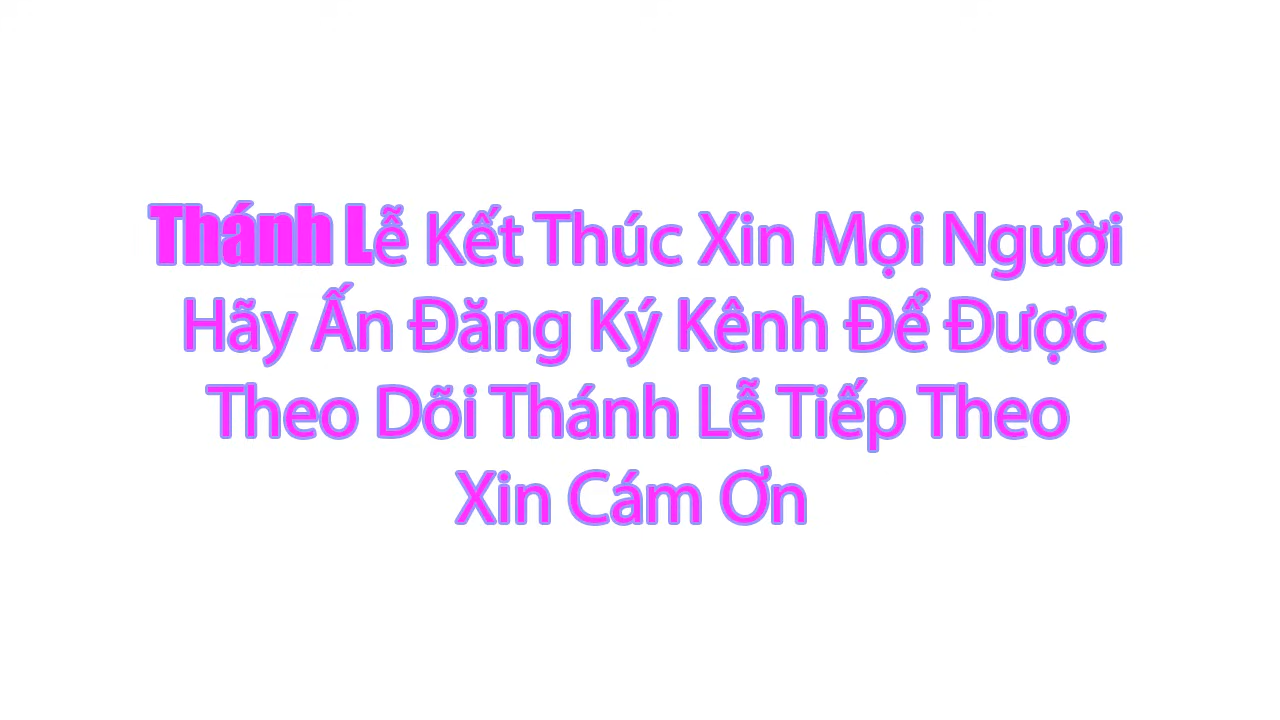 Thánh Lễ Kết Thúc Xin Mọi Người
Hãy Ấn Đăng Ký Kênh Để Được
Theo Dõi Thánh Lễ Tiếp Theo
Xin Cám Ơn